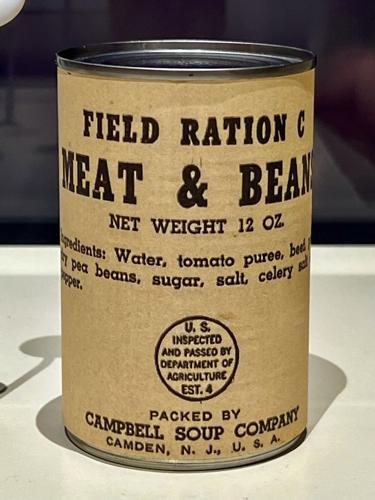 FIELD RATION C
MEAT & BEANS
NET WEIGHT 12 OZ.
Ingredients: Water, tomato puree, beef
pea beans, sugar, salt, celery salt
pepper.
U. S.
INSPECTED
AND PASSED BY
DEPARTMENT OF
AGRICULTURE
EST. 4
PACKED BY
CAMPBELL SOUP COMPANY
CAMDEN, N. J., U. S. A.